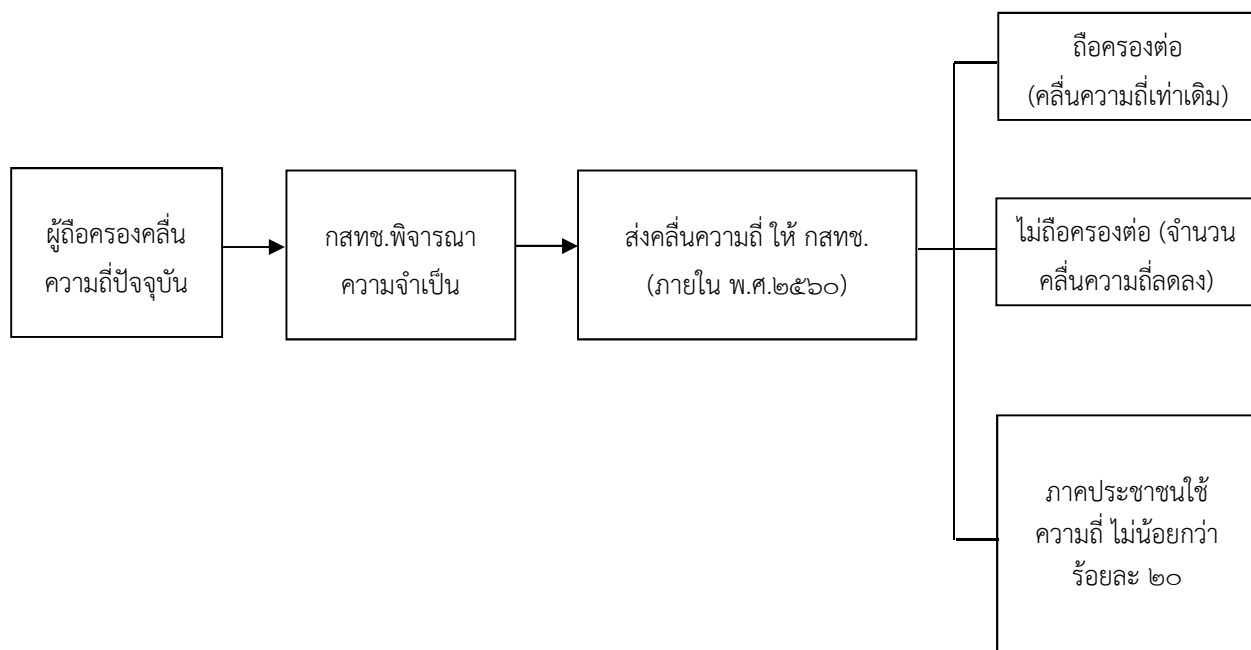 ผู้ถือครองคลื่น
ความถี่ปัจจุบัน
กสทช.พิจารณา
ความจำเป็น
ส่งคลื่นความถี่ ให้ กสทช.
(ภายใน พ.ศ.๒๕๖๐)
ถือครองต่อ
(คลื่นความถี่เท่าเดิม)
ไม่ถือครองต่อ (จำนวน
คลื่นความถี่ลดลง)
ภาคประชาชนใช้
ความถี่ ไม่น้อยกว่า
ร้อยละ ๒๐